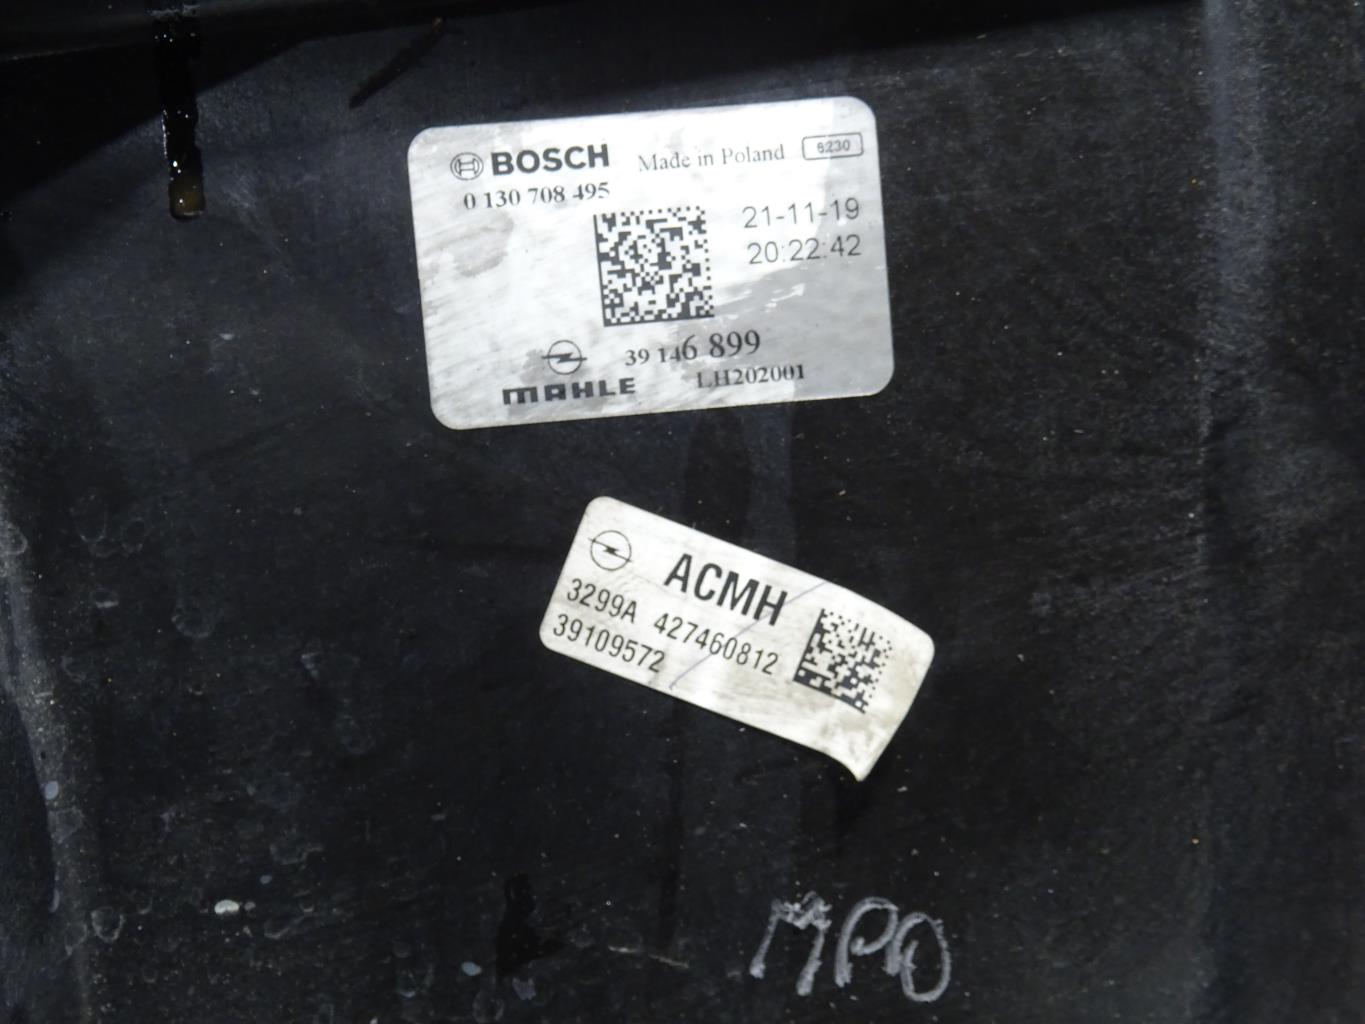 BOSCH Made in Poland 6230
0 130 708 495
21-11-19
20:22:42
39 146 899
MAHLE LH202001
ACMH
3299A 427460812
39109572
MPO